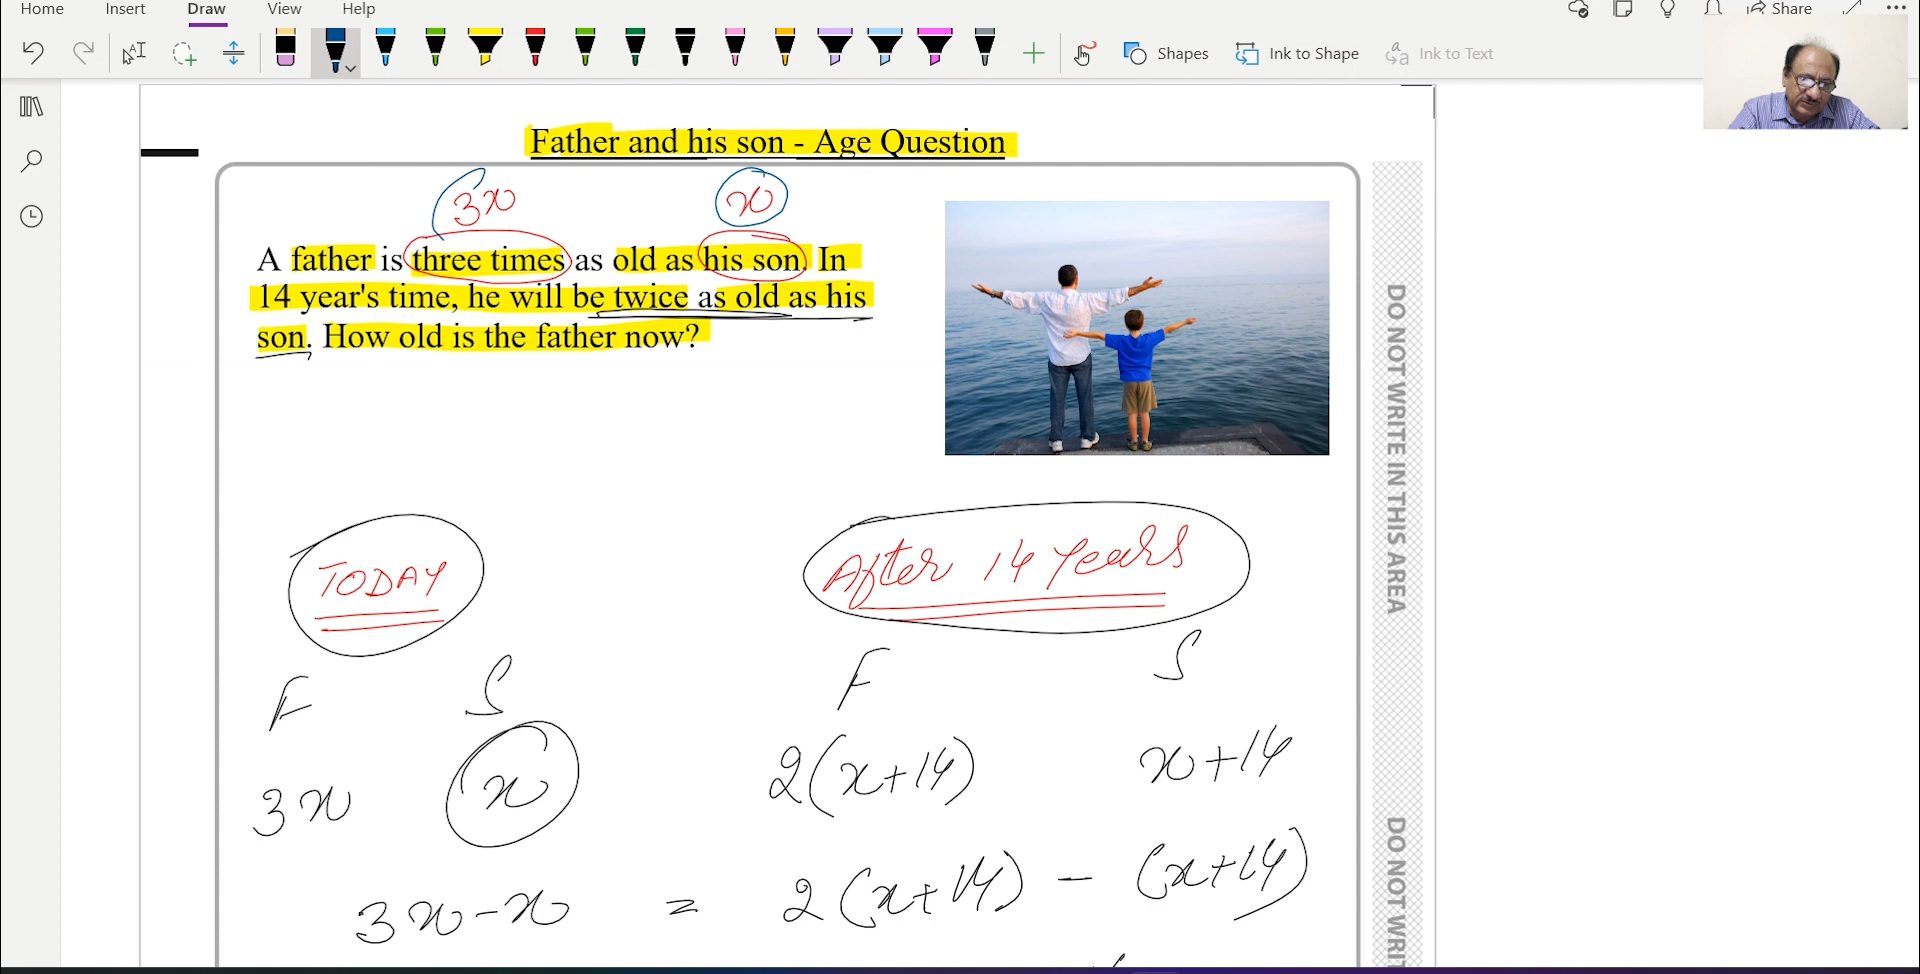 Home Insert Draw View Help Share
Shapes Ink to Shape Ink to Text
Father and his son - Age Question
3x x
A father is three times as old as his son. In
14 year's time, he will be twice as old as his
son. How old is the father now?
TODAY After 14 years
F S F S
3x x 2(x+14) x+14
3x-x = 2(x+14) - (x+14)
DO NOT WRITE IN THIS AREA
DO NOT WRIT